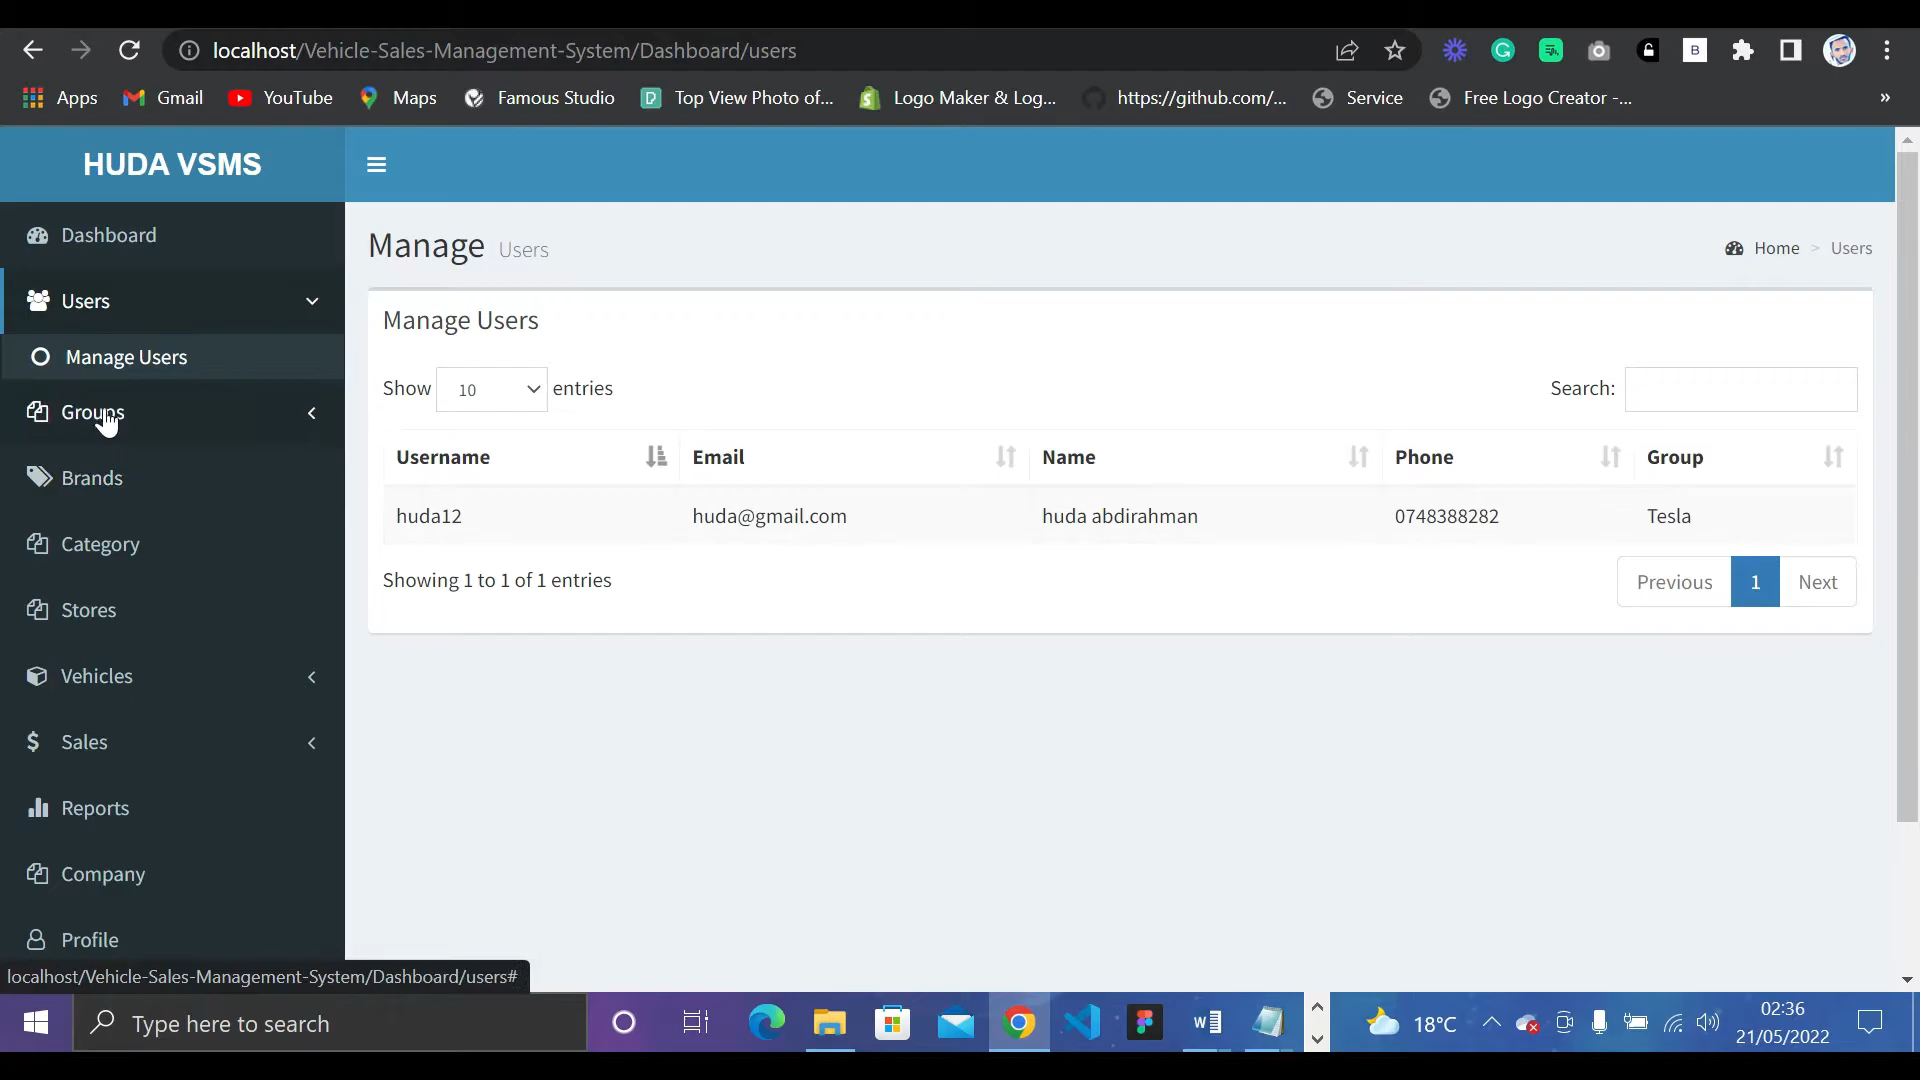 localhost/Vehicle-Sales-Management-System/Dashboard/users
Apps Gmail YouTube Maps Famous Studio Top View Photo of... Logo Maker & Log... https://github.com/... Service Free Logo Creator -... »
HUDA VSMS
Dashboard
Users
Manage Users
Groups
Brands
Category
Stores
Vehicles
Sales
Reports
Company
Profile
Manage Users
Home > Users
Manage Users
Show 10 entries
Search:
Username Email Name Phone Group
huda12 huda@gmail.com huda abdirahman 0748388282 Tesla
Showing 1 to 1 of 1 entries
Previous 1 Next
localhost/Vehicle-Sales-Management-System/Dashboard/users#
Type here to search
18°C
02:36
21/05/2022